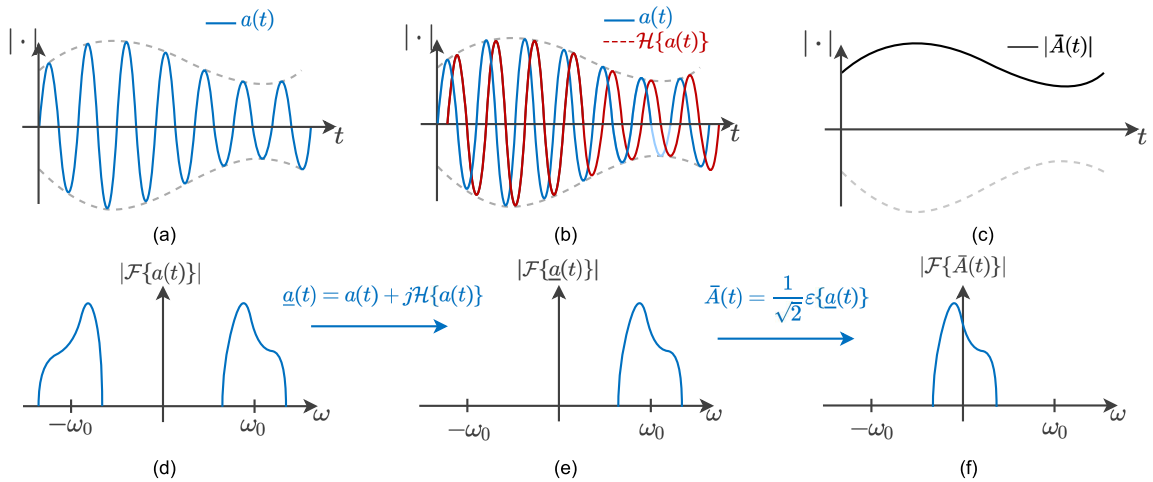 a(t)
|·|
t
(a)
a(t)
ℋ{a(t)}
|·|
t
(b)
|Ā(t)|
|·|
t
(c)
|ℱ{a(t)}|
a̲(t) = a(t) + jℋ{a(t)}
−ω₀
ω₀
ω
(d)
|ℱ{a̲(t)}|
Ā(t) = 1/√2 ε{a̲(t)}
−ω₀
ω₀
ω
(e)
|ℱ{Ā(t)}|
−ω₀
ω₀
ω
(f)